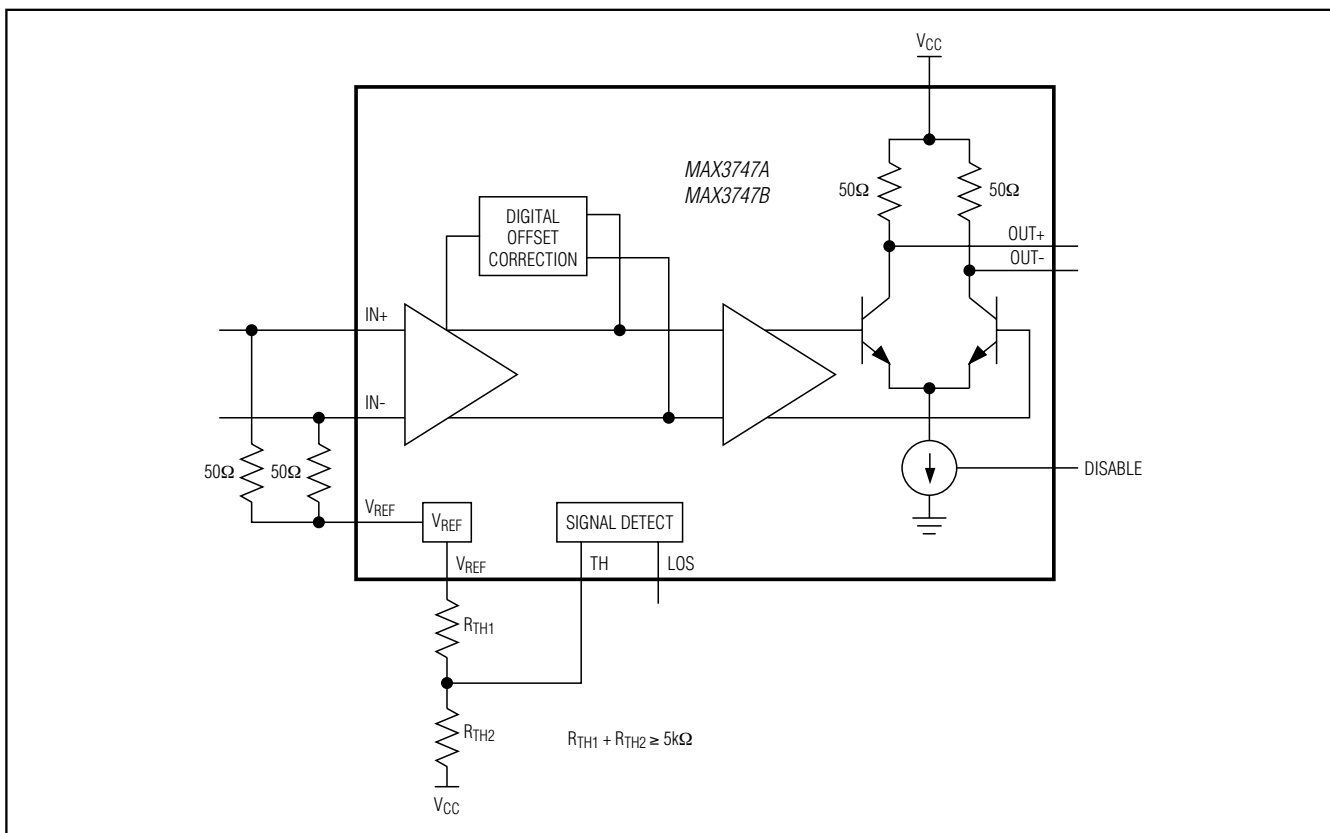 VCC
MAX3747A
MAX3747B
50Ω
50Ω
DIGITAL
OFFSET
CORRECTION
OUT+
OUT-
IN+
IN-
50Ω
50Ω
DISABLE
VREF
VREF
SIGNAL DETECT
VREF
TH
LOS
RTH1
RTH2
RTH1 + RTH2 ≥ 5kΩ
VCC